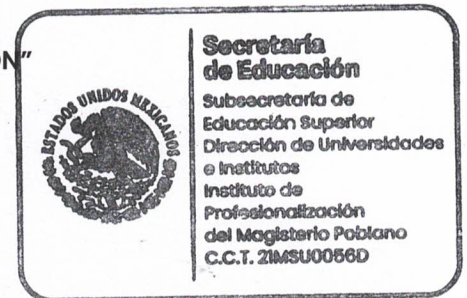 ÓN"
ESTADOS UNIDOS MEXICANOS
Secretaría
de Educación
Subsecretaría de
Educación Superior
Dirección de Universidades
e Institutos
Instituto de
Profesionalización
del Magisterio Poblano
C.C.T. 21MSU0056D